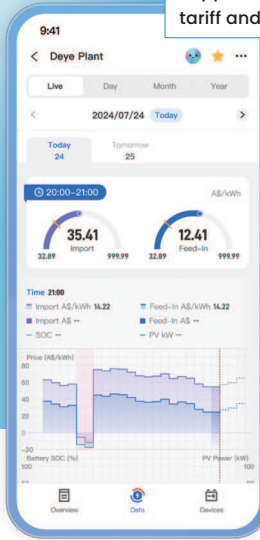 tariff and
9:41
Deye Plant
Live Day Month Year
2024/07/24 Today
Today Tomorrow
24 25
20:00–21:00 A$/kWh
35.41 12.41
Import Feed-In
32.89 999.99 32.89 999.99
Time 21:00
Import A$/kWh 14.22 Feed-In A$/kWh 14.22
Import A$ -- Feed-In A$ --
SOC -- PV kW --
Price (A$/kWh)
80
60
40
20
0
-20
Battery SOC (%) PV Power (kW)
100 100
Overview Data Devices